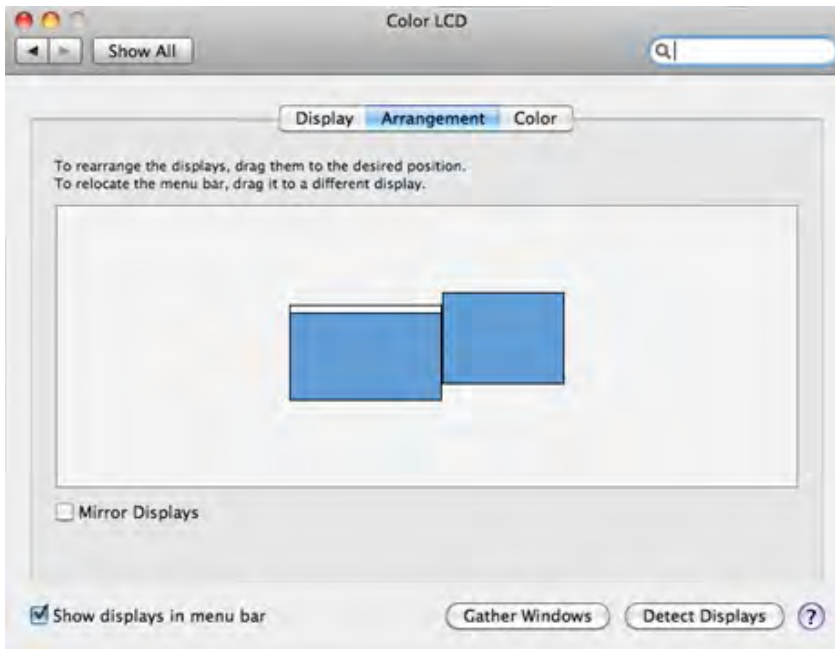 Color LCD
Show All
Display Arrangement Color
To rearrange the displays, drag them to the desired position.
To relocate the menu bar, drag it to a different display.
Mirror Displays
Show displays in menu bar Gather Windows Detect Displays ?